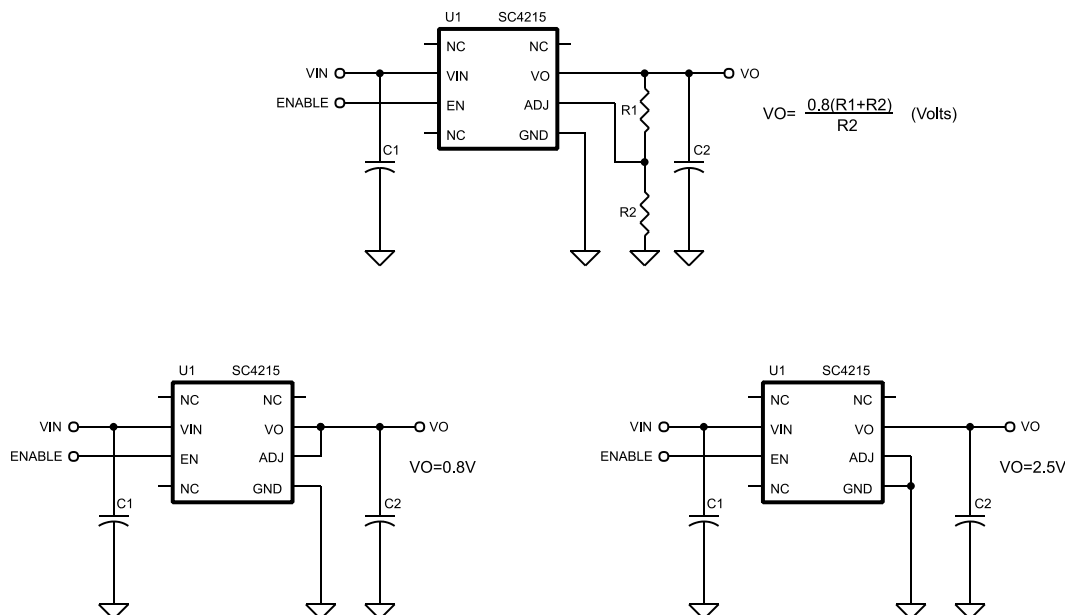 U1 SC4215
NC NC
VIN VIN VO VO
ENABLE EN ADJ R1
VO= 0.8(R1+R2) (Volts)
R2
NC GND
C1 C2
R2
U1 SC4215
NC NC
VIN VIN VO VO
ENABLE EN ADJ
VO=0.8V
NC GND
C1 C2
U1 SC4215
NC NC
VIN VIN VO VO
ENABLE EN ADJ
VO=2.5V
NC GND
C1 C2